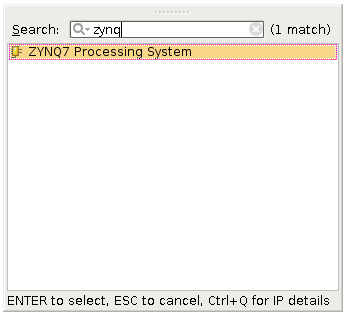 Search: zynq (1 match)
ZYNQ7 Processing System
ENTER to select, ESC to cancel, Ctrl+Q for IP details